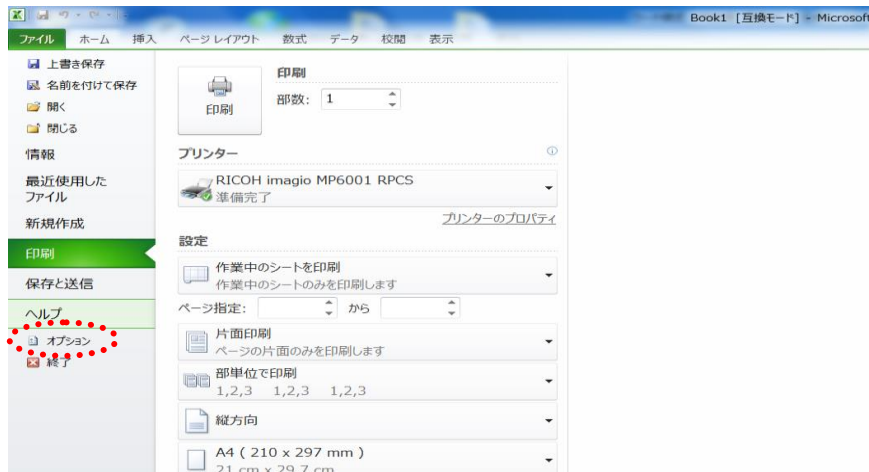 Book1 [互換モード] - Microsoft
ファイル ホーム 挿入 ページ レイアウト 数式 データ 校閲 表示
上書き保存
名前を付けて保存
開く
閉じる
情報
最近使用した
ファイル
新規作成
印刷
保存と送信
ヘルプ
オプション
終了
印刷
印刷
部数: 1
プリンター
RICOH imagio MP6001 RPCS
準備完了
プリンターのプロパティ
設定
作業中のシートを印刷
作業中のシートのみを印刷します
ページ指定: から
片面印刷
ページの片面のみを印刷します
部単位で印刷
1,2,3 1,2,3 1,2,3
縦方向
A4 ( 210 x 297 mm )
21 cm x 29.7 cm